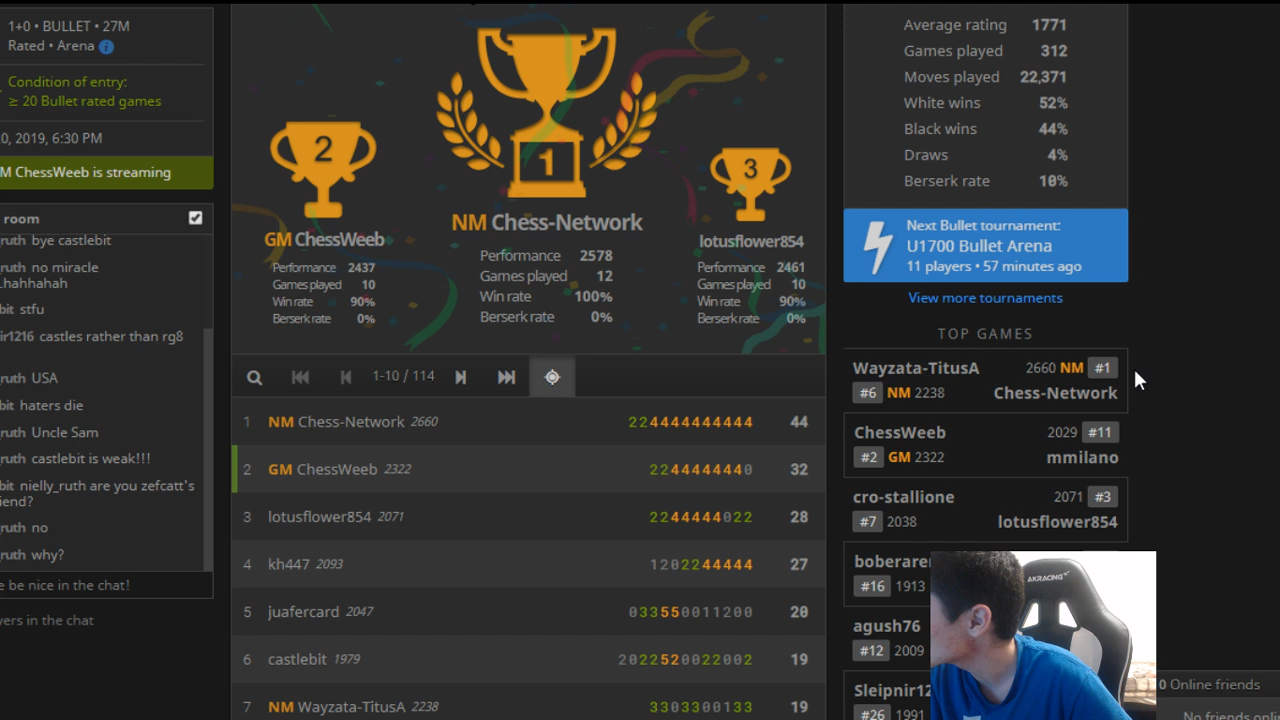 1+0 • BULLET • 27M
Rated • Arena
Condition of entry:
≥ 20 Bullet rated games
0, 2019, 6:30 PM
M ChessWeeb is streaming
room
ruth bye castlebit
ruth no miracle
.hahhahah
bit stfu
ir1216 castles rather than rg8
ruth USA
bit haters die
ruth Uncle Sam
ruth castlebit is weak!!!
bit nielly_ruth are you zefcatt's
iend?
ruth no
ruth why?
e be nice in the chat!
yers in the chat
2
1
3
GM ChessWeeb
Performance 2437
Games played 10
Win rate 90%
Berserk rate 0%
NM Chess-Network
Performance 2578
Games played 12
Win rate 100%
Berserk rate 0%
lotusflower854
Performance 2461
Games played 10
Win rate 90%
Berserk rate 0%
1-10 / 114
1 NM Chess-Network 2660 224444444444 44
2 GM ChessWeeb 2322 2244444440 32
3 lotusflower854 2071 2244444022 28
4 kh447 2093 1202244444 27
5 juafercard 2047 033550011200 20
6 castlebit 1979 2022520022002 19
7 NM Wayzata-TitusA 2238 3303300133 19
Average rating 1771
Games played 312
Moves played 22,371
White wins 52%
Black wins 44%
Draws 4%
Berserk rate 10%
Next Bullet tournament:
U1700 Bullet Arena
11 players • 57 minutes ago
View more tournaments
TOP GAMES
Wayzata-TitusA 2660 NM #1
#6 NM 2238 Chess-Network
ChessWeeb 2029 #11
#2 GM 2322 mmilano
cro-stallione 2071 #3
#7 2038 lotusflower854
boberare
#16 1913
agush76
#12 2009
Sleipnir12
#26 1991
AKRACING
0 Online friends
No friends onli